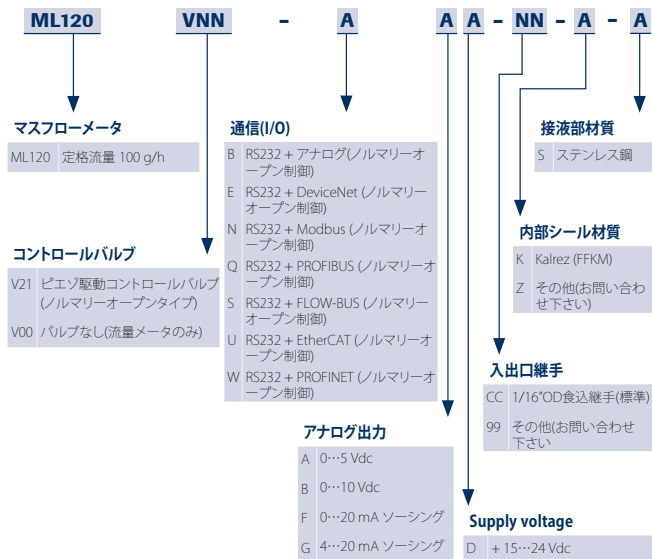 ML120 VNN – A A A – NN – A – A
マスフローメータ
ML120 定格流量 100 g/h
コントロールバルブ
V21 ピエゾ駆動コントロールバルブ
(ノルマリーオープンタイプ)
V00 バルブなし(流量メータのみ)
通信(I/O)
B RS232 + アナログ(ノルマリーオ
ープン制御)
E RS232 + DeviceNet (ノルマリー
オープン制御)
N RS232 + Modbus (ノルマリーオ
ープン制御)
Q RS232 + PROFIBUS (ノルマリーオ
ープン制御)
S RS232 + FLOW-BUS (ノルマリー
オープン制御)
U RS232 + EtherCAT (ノルマリーオ
ープン制御)
W RS232 + PROFINET (ノルマリーオ
ープン制御)
アナログ出力
A 0…5 Vdc
B 0…10 Vdc
F 0…20 mA ソーシング
G 4…20 mA ソーシング
接液部材質
S ステンレス鋼
内部シール材質
K Kalrez (FFKM)
Z その他(お問い合わ
せ下さい)
入出口継手
CC 1/16"OD食込継手(標準)
99 その他(お問い合わせ
下さい
Supply voltage
D + 15…24 Vdc